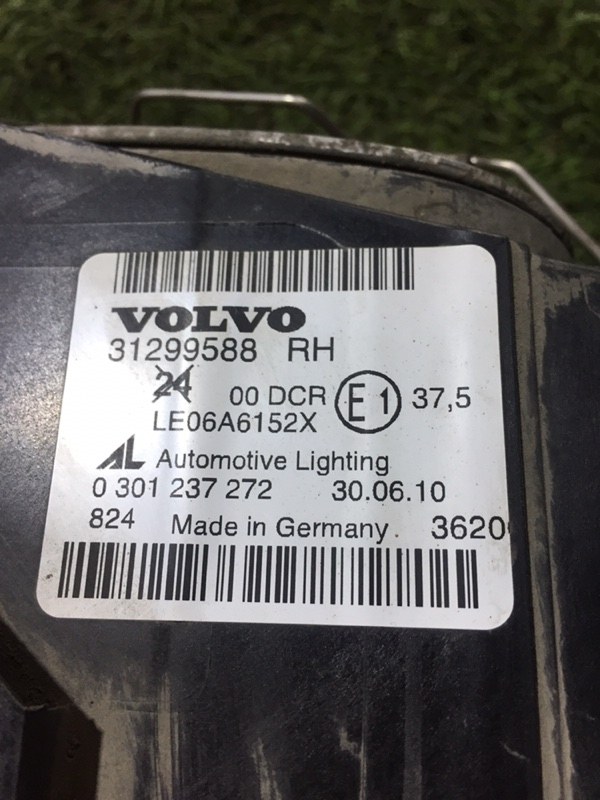 VOLVO
31299588 RH
24 00 DCR E1 37,5
LE06A6152X
AL Automotive Lighting
0 301 237 272 30.06.10
824 Made in Germany. 3620